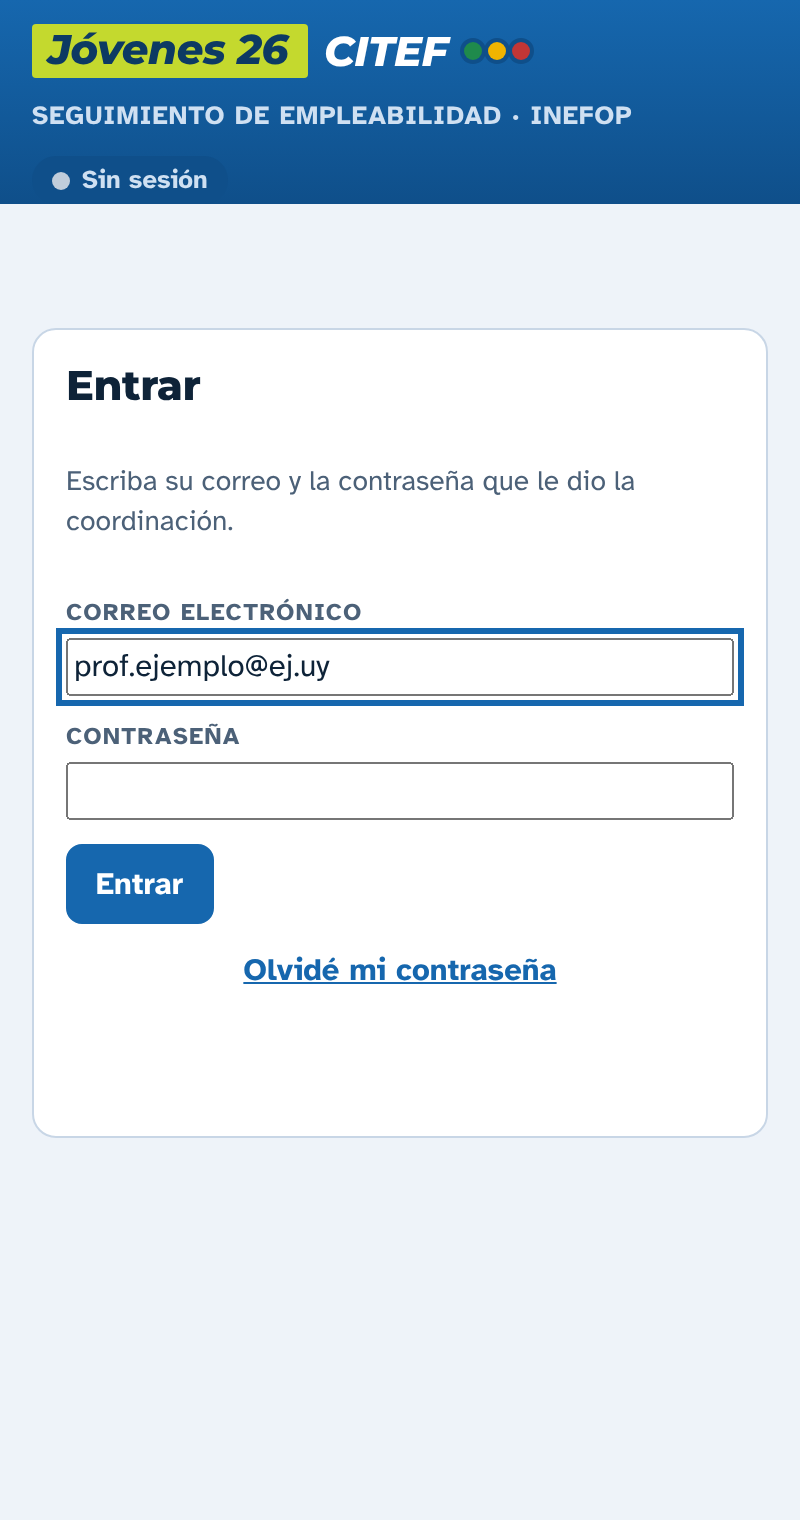 Jóvenes 26 CITEF
SEGUIMIENTO DE EMPLEABILIDAD · INEFOP
Sin sesión
Entrar
Escriba su correo y la contraseña que le dio la
coordinación.
CORREO ELECTRÓNICO
prof.ejemplo@ej.uy
CONTRASEÑA
Entrar
Olvidé mi contraseña